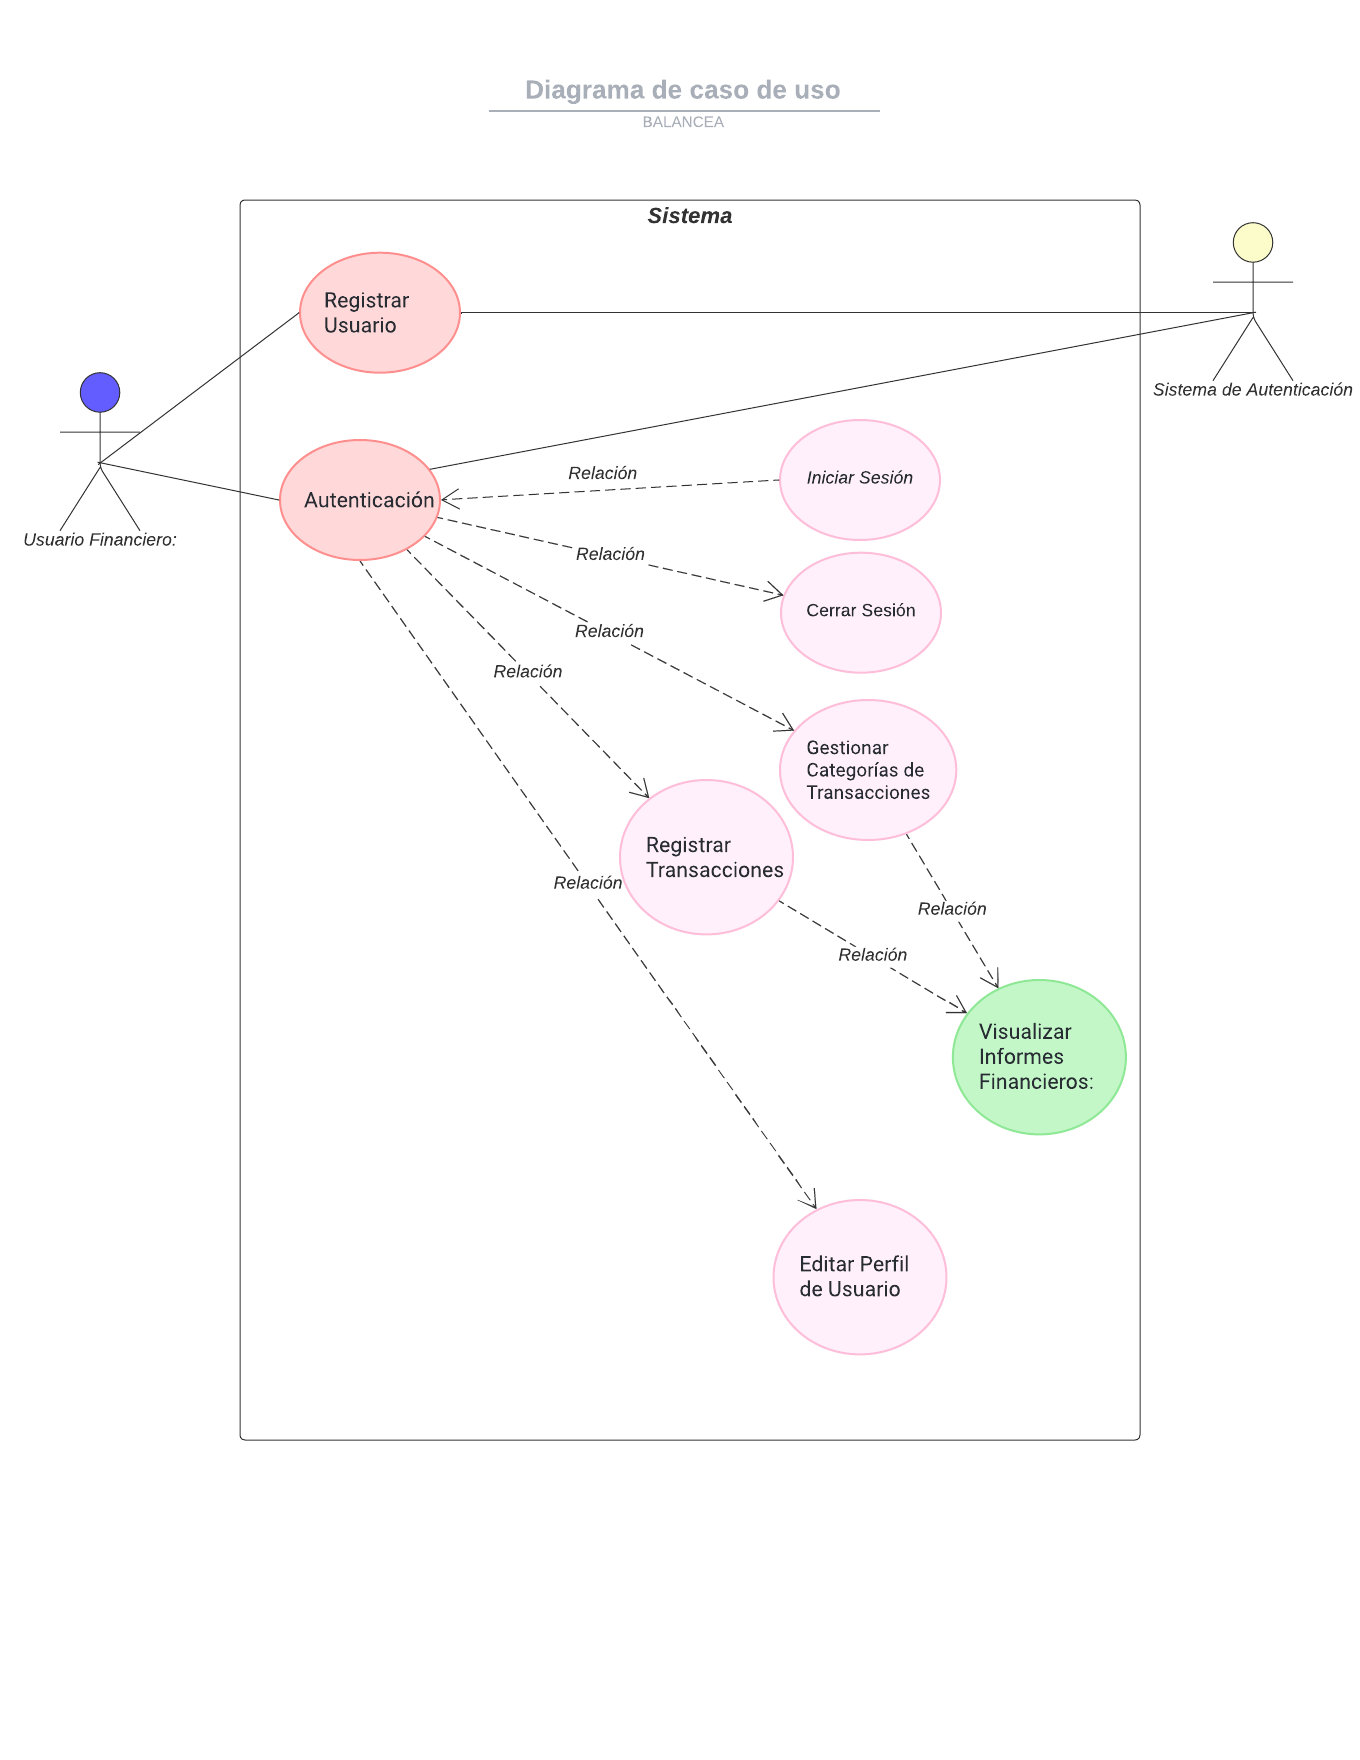 Diagrama de caso de uso
BALANCEA
Sistema
Registrar
Usuario
Sistema de Autenticación
Usuario Financiero:
Autenticación
Relación
Iniciar Sesión
Relación
Cerrar Sesión
Relación
Relación
Gestionar
Categorías de
Transacciones
Registrar
Transacciones
Relación
Relación
Relación
Visualizar
Informes
Financieros:
Editar Perfil
de Usuario